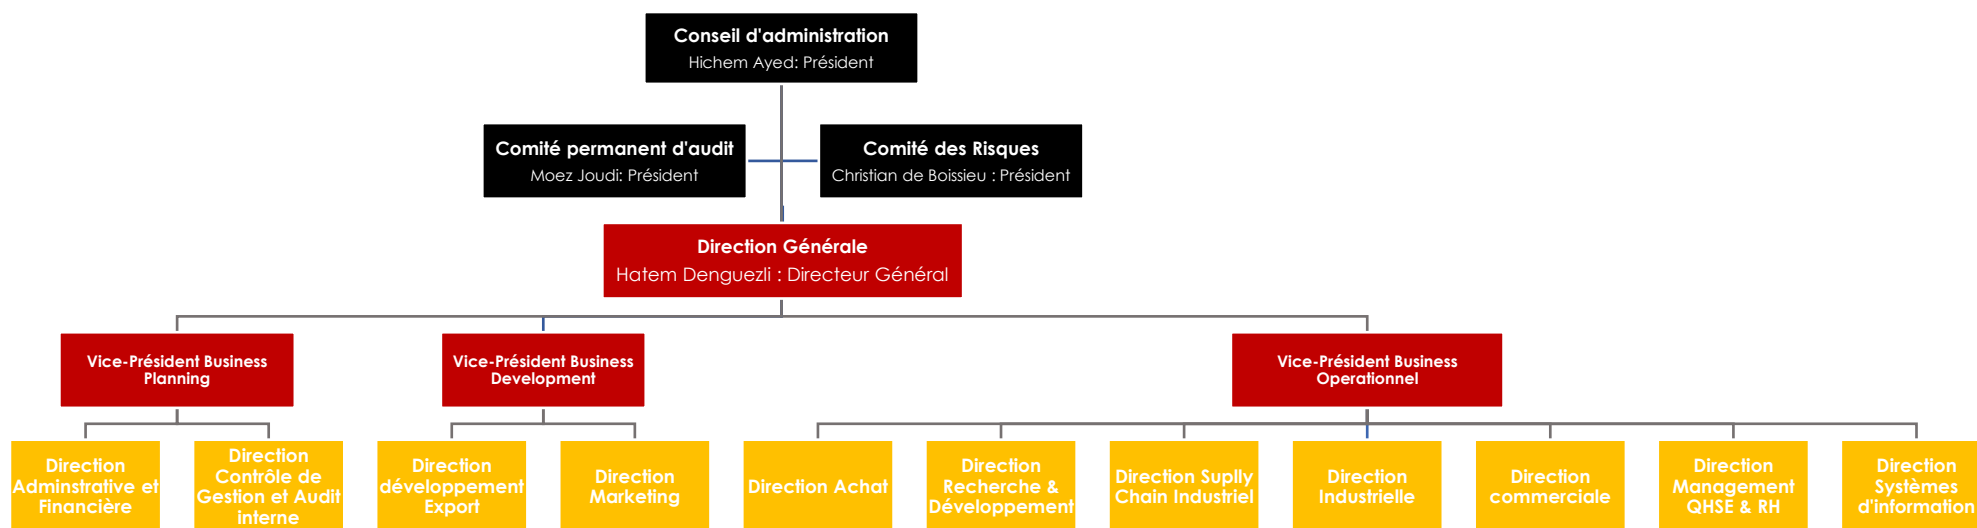 Conseil d'administration
Hichem Ayed: Président
Comité permanent d'audit
Moez Joudi: Président
Comité des Risques
Christian de Boissieu : Président
Direction Générale
Hatem Denguezli : Directeur Général
Vice-Président Business
Planning
Vice-Président Business
Development
Vice-Président Business
Operationnel
Direction
Adminstrative et
Financière
Direction
Contrôle de
Gestion et Audit
interne
Direction
développement
Export
Direction
Marketing
Direction Achat
Direction
Recherche &
Développement
Direction Suplly
Chain Industriel
Direction
Industrielle
Direction
commerciale
Direction
Management
QHSE & RH
Direction
Systèmes
d'information